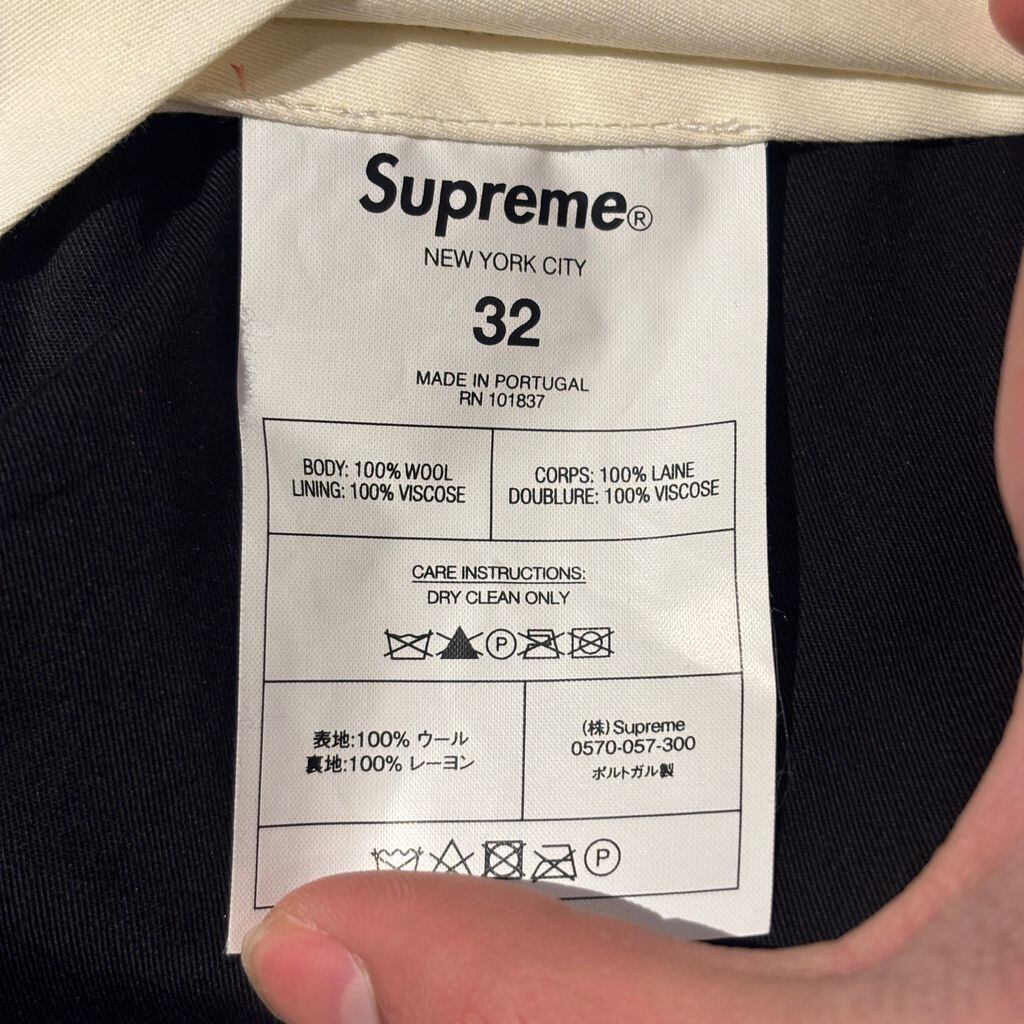 Supreme®
NEW YORK CITY
32
MADE IN PORTUGAL
RN 101837
BODY: 100% WOOL
LINING: 100% VISCOSE
CORPS: 100% LAINE
DOUBLURE: 100% VISCOSE
CARE INSTRUCTIONS:
DRY CLEAN ONLY
P
表地:100% ウール
裏地:100% レーヨン
(株)Supreme
0570-057-300
ポルトガル製
P